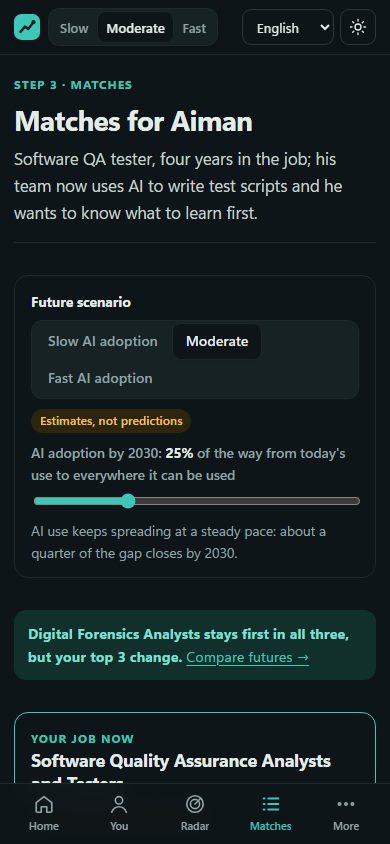 Slow Moderate Fast English
STEP 3 · MATCHES
Matches for Aiman
Software QA tester, four years in the job; his
team now uses AI to write test scripts and he
wants to know what to learn first.
Future scenario
Slow AI adoption Moderate
Fast AI adoption
Estimates, not predictions
AI adoption by 2030: 25% of the way from today's
use to everywhere it can be used
AI use keeps spreading at a steady pace: about a
quarter of the gap closes by 2030.
Digital Forensics Analysts stays first in all three,
but your top 3 change. Compare futures →
YOUR JOB NOW
Software Quality Assurance Analysts
and Testers
Home You Radar Matches More